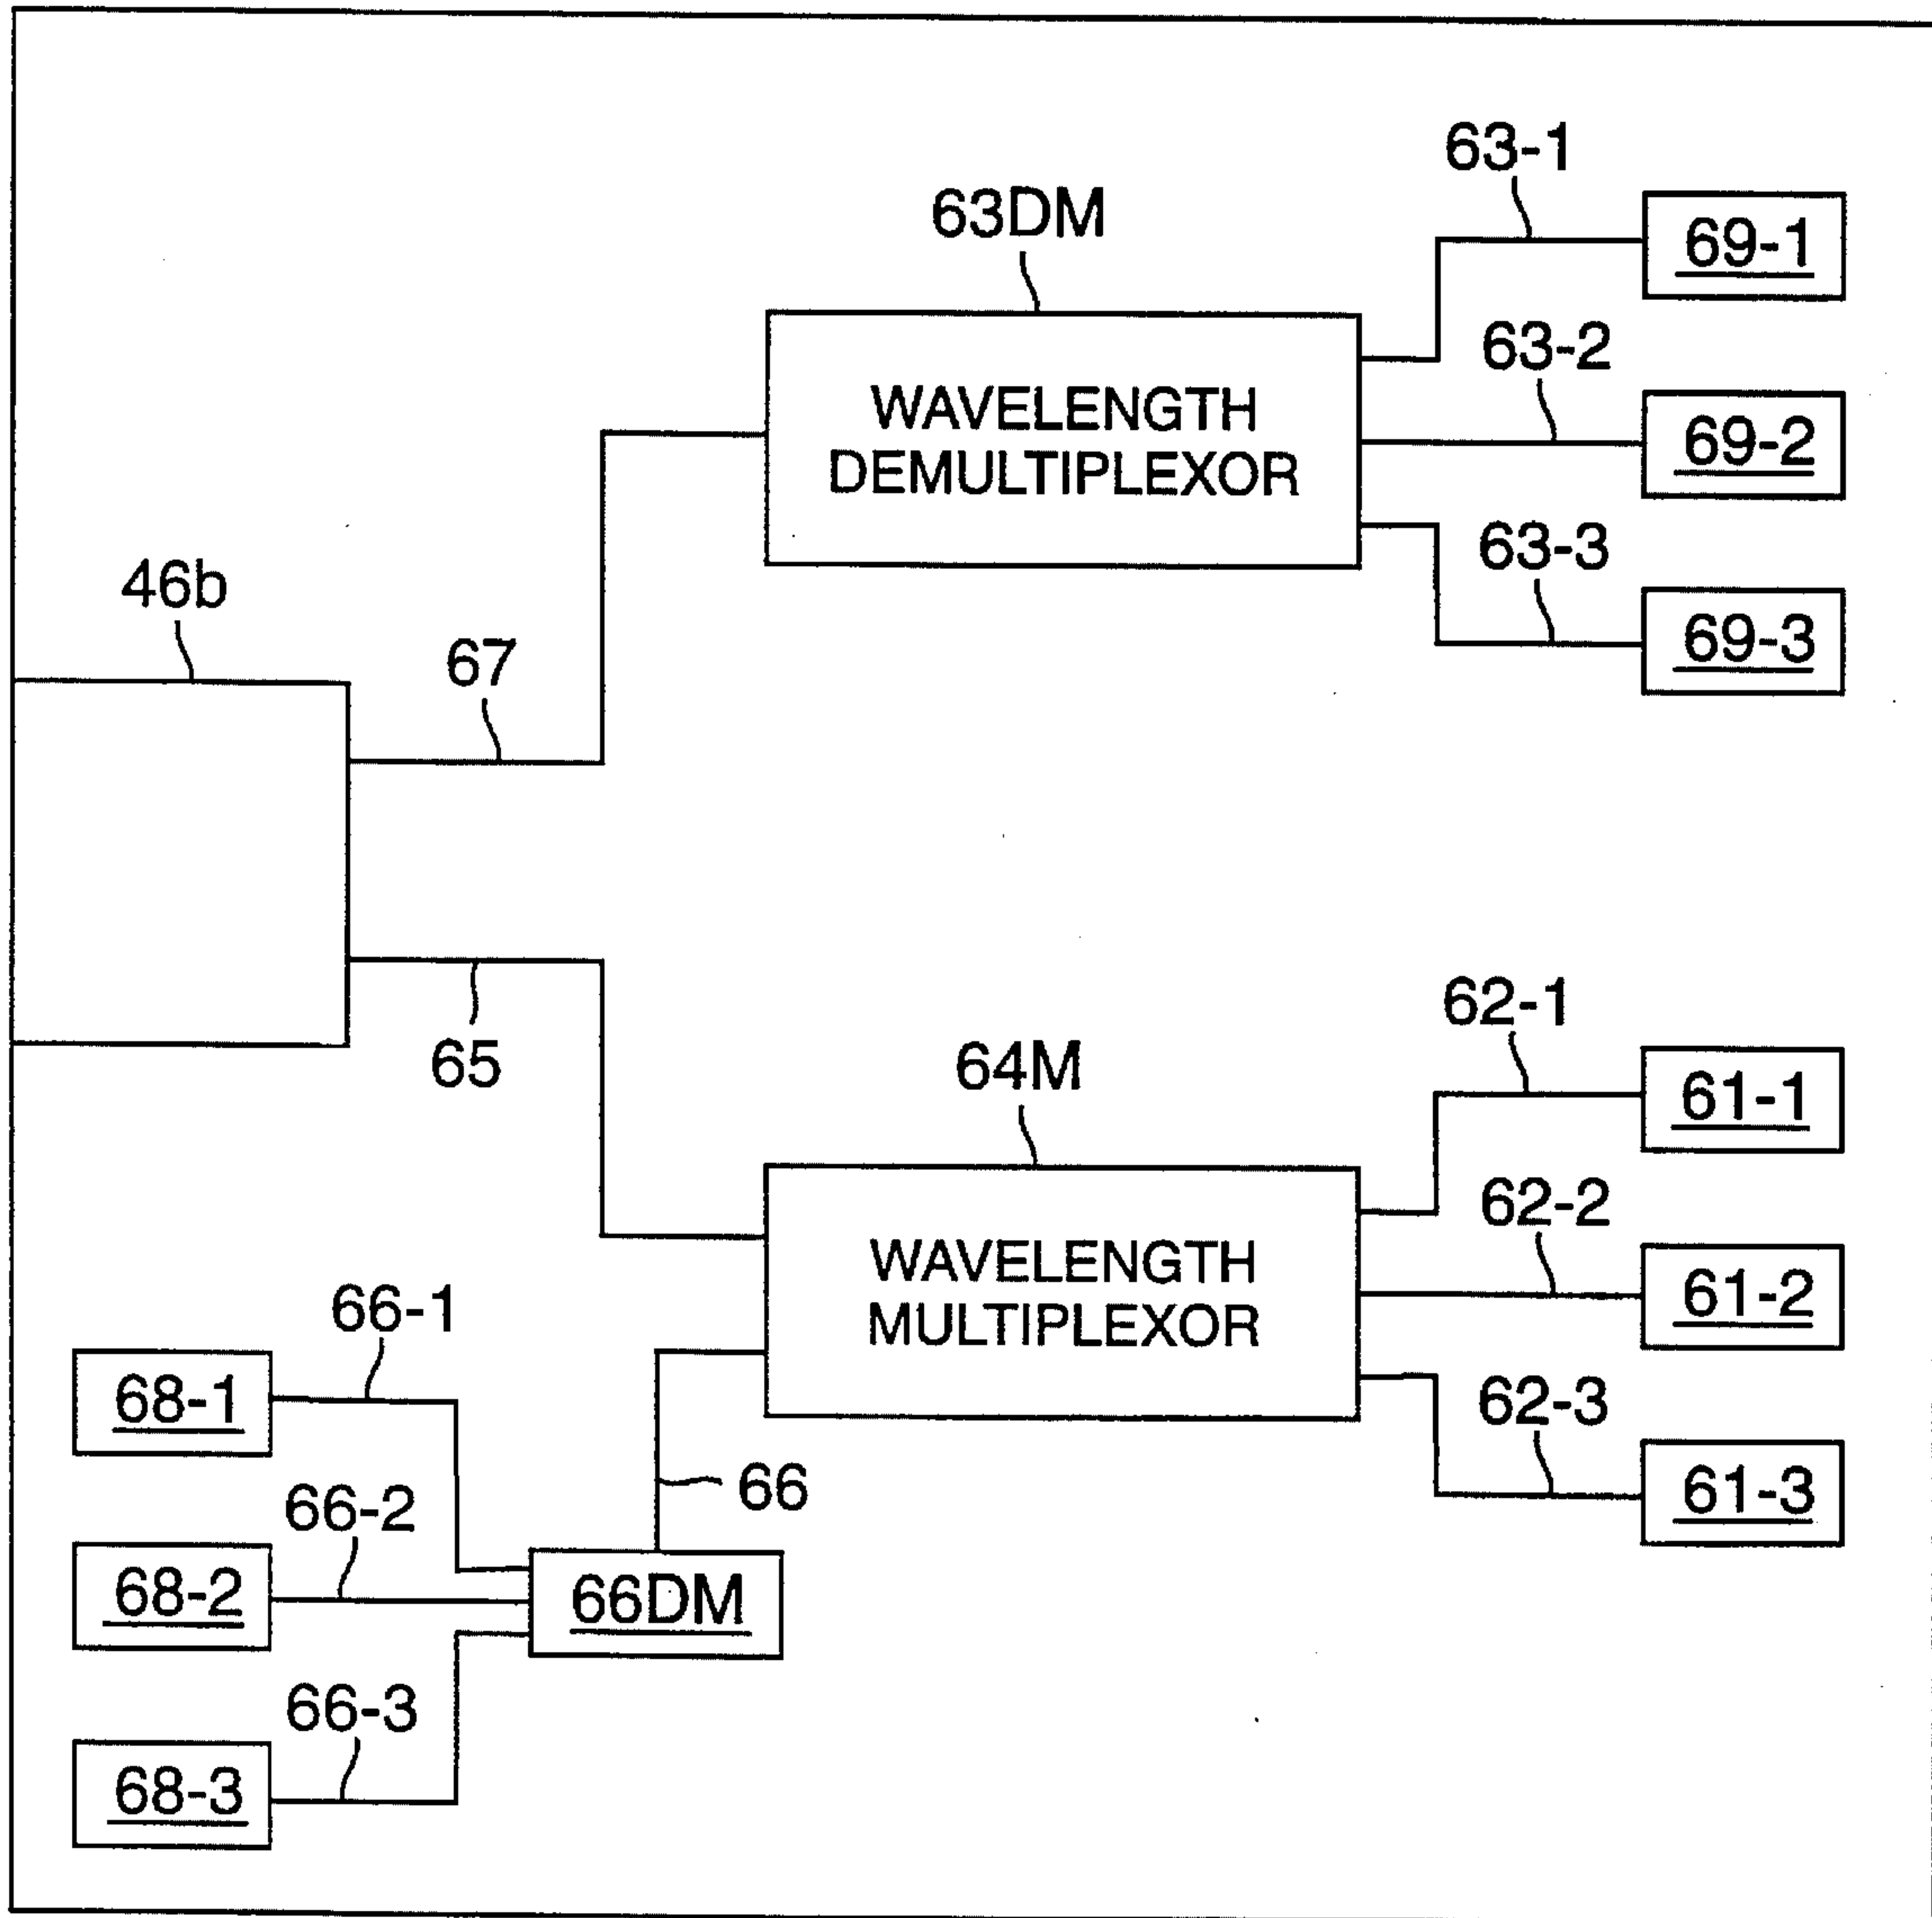 63-1
69-1
63DM
63-2
WAVELENGTH
DEMULTIPLEXOR
69-2
63-3
69-3
46b
67
65
62-1
61-1
64M
62-2
WAVELENGTH
MULTIPLEXOR
61-2
62-3
61-3
66-1
68-1
66
66-2
68-2
66DM
66-3
68-3